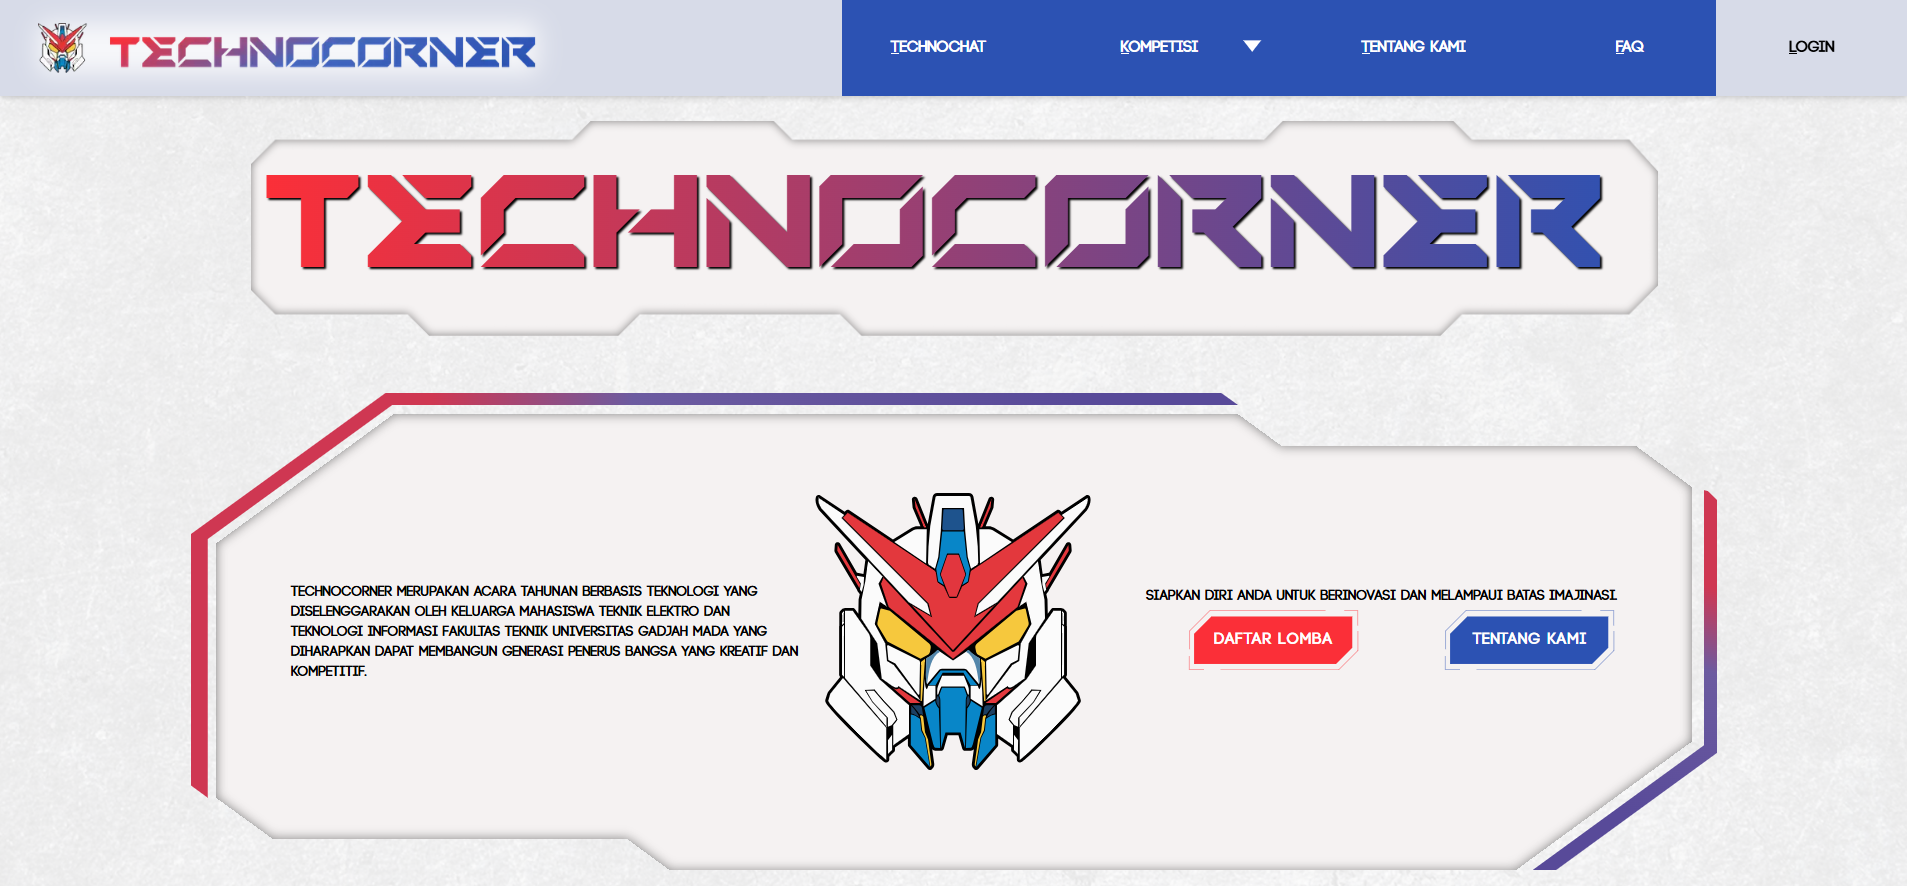 TECHNOCORNER
TECHNOCHAT
KOMPETISI
TENTANG KAMI
FAQ
LOGIN
TECHNOCORNER
TECHNOCORNER MERUPAKAN ACARA TAHUNAN BERBASIS TEKNOLOGI YANG
DISELENGGARAKAN OLEH KELUARGA MAHASISWA TEKNIK ELEKTRO DAN
TEKNOLOGI INFORMASI FAKULTAS TEKNIK UNIVERSITAS GADJAH MADA YANG
DIHARAPKAN DAPAT MEMBANGUN GENERASI PENERUS BANGSA YANG KREATIF DAN
KOMPETITIF.
SIAPKAN DIRI ANDA UNTUK BERINOVASI DAN MELAMPAUI BATAS IMAJINASI.
DAFTAR LOMBA
TENTANG KAMI